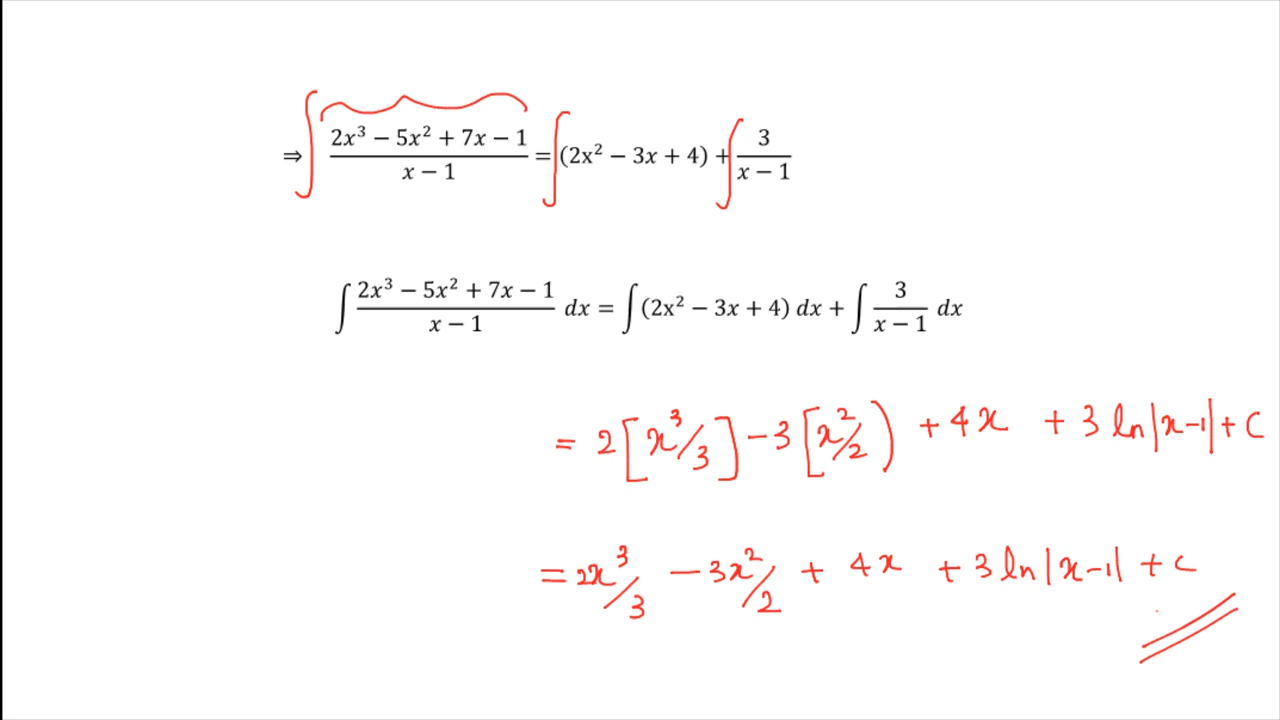 ⇒ ∫ (2x³ − 5x² + 7x − 1)/(x − 1) = ∫ (2x² − 3x + 4) + ∫ 3/(x − 1)
∫ (2x³ − 5x² + 7x − 1)/(x − 1) dx = ∫ (2x² − 3x + 4) dx + ∫ 3/(x − 1) dx
= 2[x³/3] − 3[x²/2) + 4x + 3 ln|x−1| + C
= 2x³/3 − 3x²/2 + 4x + 3 ln|x−1| + C